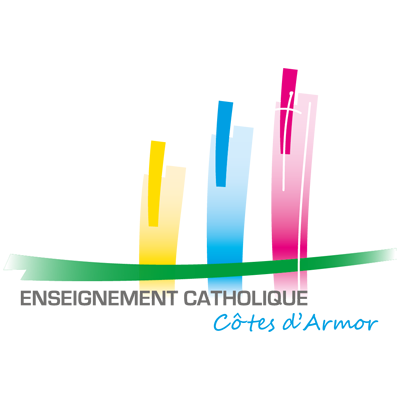 ENSEIGNEMENT CATHOLIQUE
Côtes d'Armor